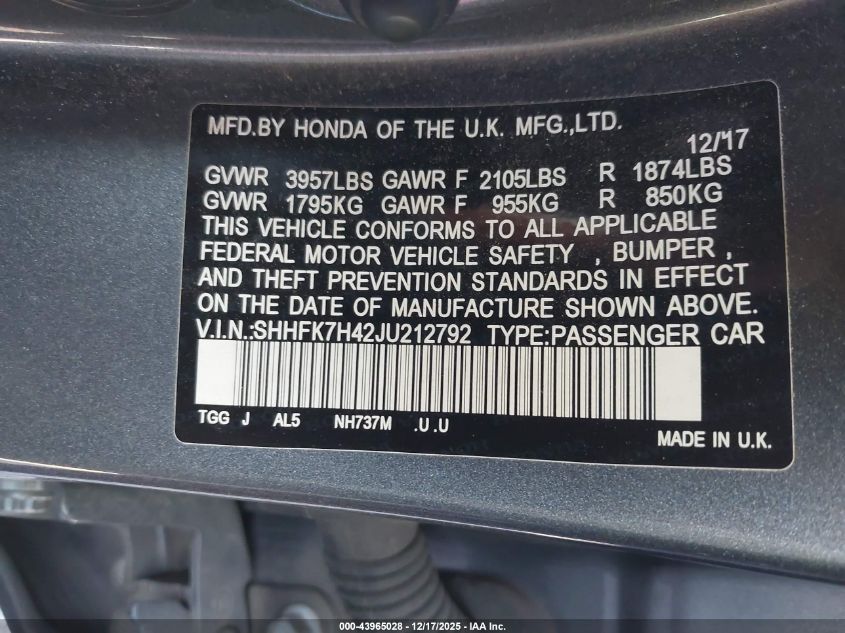 MFD.BY HONDA OF THE U.K. MFG.,LTD.
12/17
GVWR 3957LBS GAWR F 2105LBS R 1874LBS
GVWR 1795KG GAWR F 955KG R 850KG
THIS VEHICLE CONFORMS TO ALL APPLICABLE
FEDERAL MOTOR VEHICLE SAFETY , BUMPER ,
AND THEFT PREVENTION STANDARDS IN EFFECT
ON THE DATE OF MANUFACTURE SHOWN ABOVE.
V.I.N.:SHHFK7H42JU212792 TYPE:PASSENGER CAR
TGG J AL5 NH737M .U .U
MADE IN U.K.
000-43965028 - 12/17/2025 - IAA Inc.